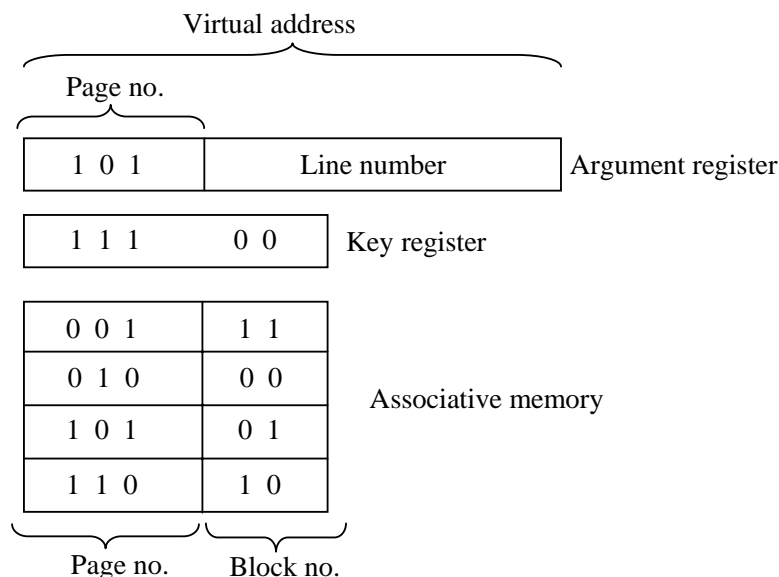 Virtual address
Page no.
1 0 1 Line number Argument register
1 1 1 0 0 Key register
0 0 1 1 1
0 1 0 0 0
Associative memory
1 0 1 0 1
1 1 0 1 0
Page no. Block no.